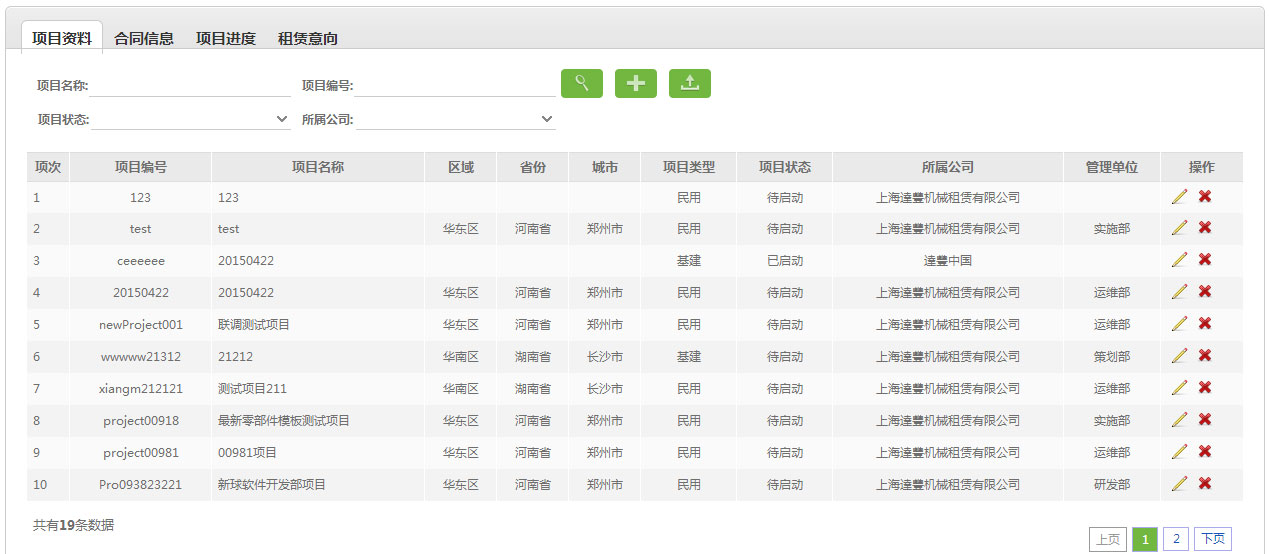 项目资料 合同信息 项目进度 租赁意向
项目名称: 项目编号:
项目状态: 所属公司:
项次 项目编号 项目名称 区域 省份 城市 项目类型 项目状态 所属公司 管理单位 操作
1 123 123 民用 待启动 上海達豐机械租赁有限公司
2 test test 华东区 河南省 郑州市 民用 待启动 上海達豐机械租赁有限公司 实施部
3 ceeeeee 20150422 基建 已启动 達豐中国
4 20150422 20150422 华东区 河南省 郑州市 民用 待启动 上海達豐机械租赁有限公司 运维部
5 newProject001 联调测试项目 华东区 河南省 郑州市 民用 待启动 上海達豐机械租赁有限公司 运维部
6 wwwww21312 21212 华南区 湖南省 长沙市 基建 待启动 上海達豐机械租赁有限公司 策划部
7 xiangm212121 测试项目211 华南区 湖南省 长沙市 民用 待启动 上海達豐机械租赁有限公司 运维部
8 project00918 最新零部件模板测试项目 华东区 河南省 郑州市 民用 待启动 上海達豐机械租赁有限公司 实施部
9 project00981 00981项目 华东区 河南省 郑州市 民用 待启动 上海達豐机械租赁有限公司 运维部
10 Pro093823221 新球软件开发部项目 华东区 河南省 郑州市 民用 待启动 上海達豐机械租赁有限公司 研发部
共有19条数据
上页 1 2 下页